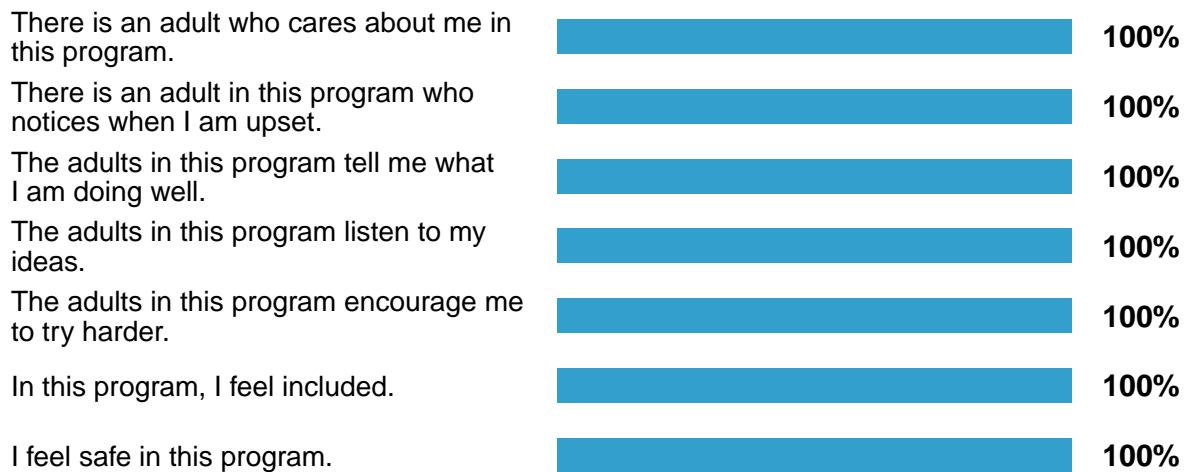 There is an adult who cares about me in
this program.
100%
There is an adult in this program who
notices when I am upset.
100%
The adults in this program tell me what
I am doing well.
100%
The adults in this program listen to my
ideas.
100%
The adults in this program encourage me
to try harder.
100%
In this program, I feel included.
100%
I feel safe in this program.
100%